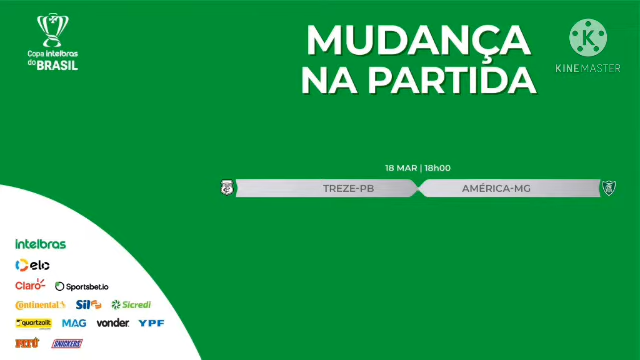 Copa intelbras
do BRASIL
MUDANÇA
NA PARTIDA
KINEMASTER
18 MAR | 18h00
TREZE-PB
AMÉRICA-MG
intelbras
elo
Claro
Sportsbet.io
Continental
Sil
Sicredi
quartzolit
MAG
vonder
YPF
PITÚ
SNICKERS